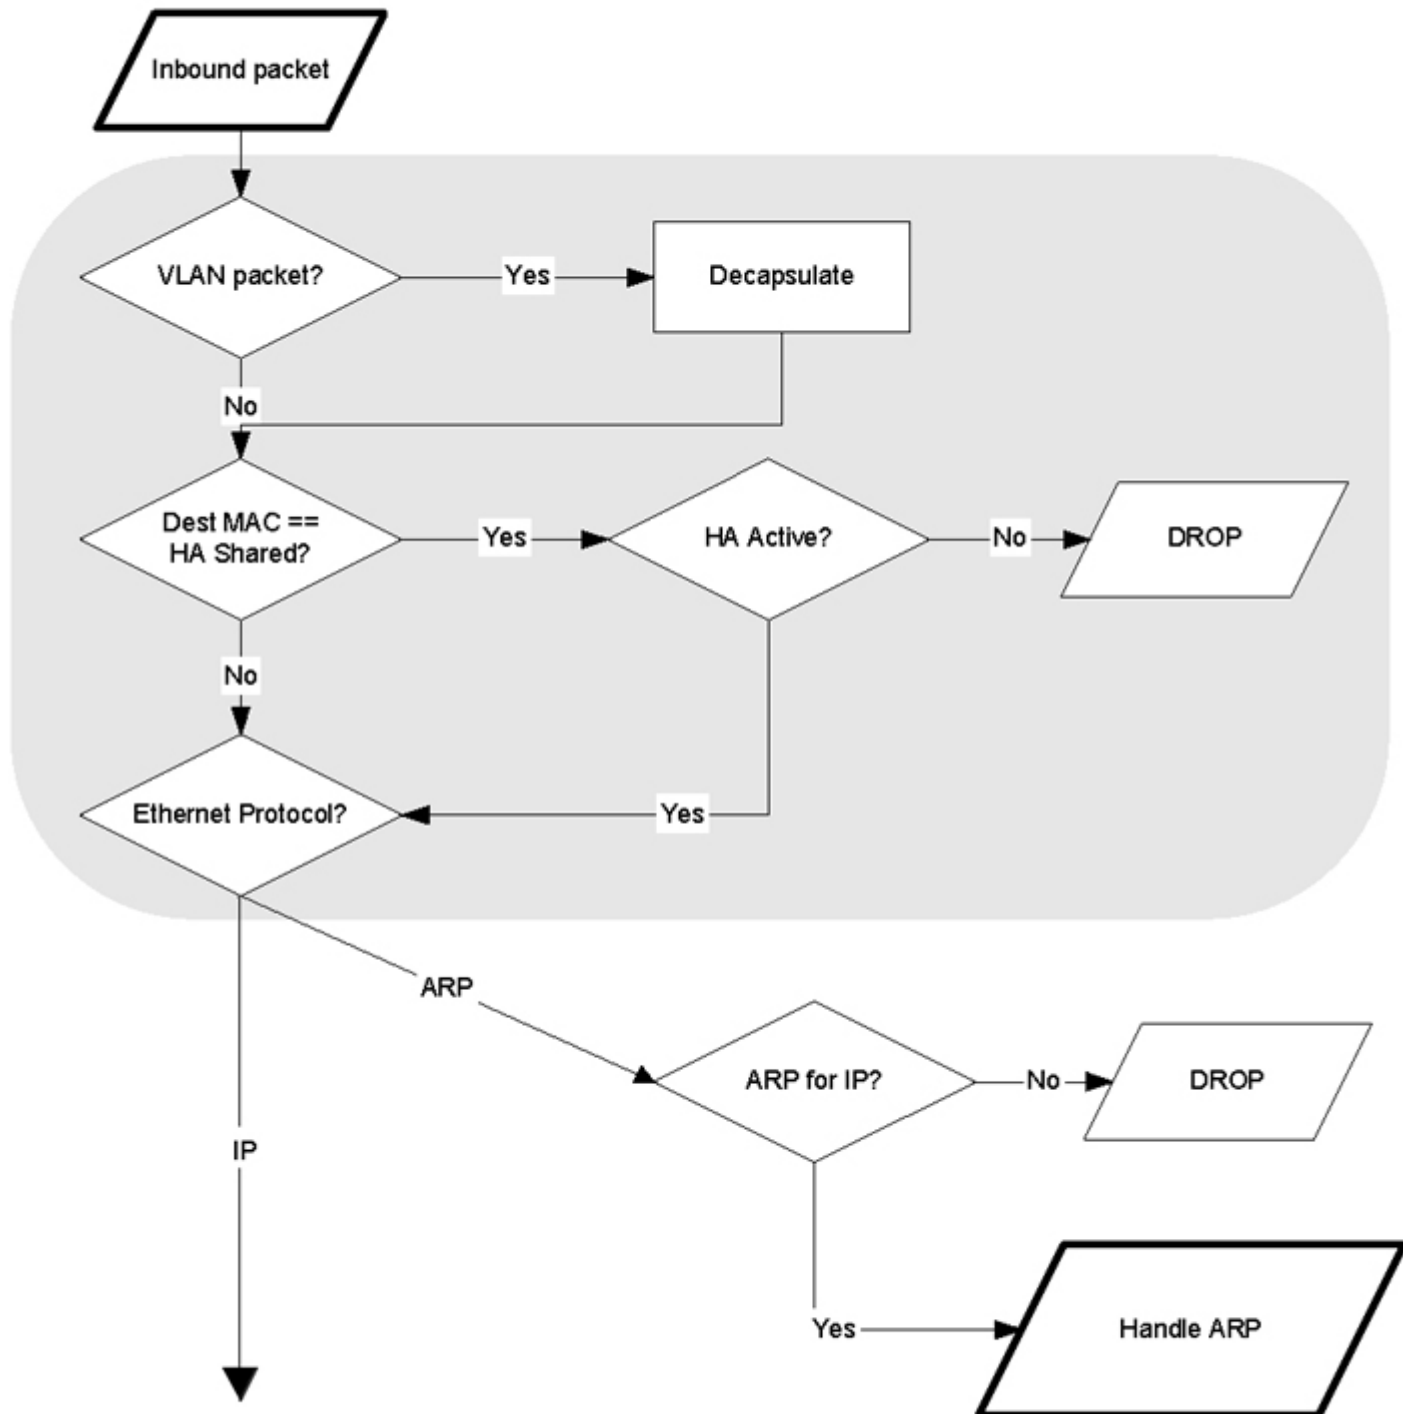 Inbound packet
VLAN packet?
Yes
Decapsulate
No
Dest MAC ==
HA Shared?
Yes
HA Active?
No
DROP
No
Ethernet Protocol?
Yes
ARP
ARP for IP?
No
DROP
IP
Yes
Handle ARP